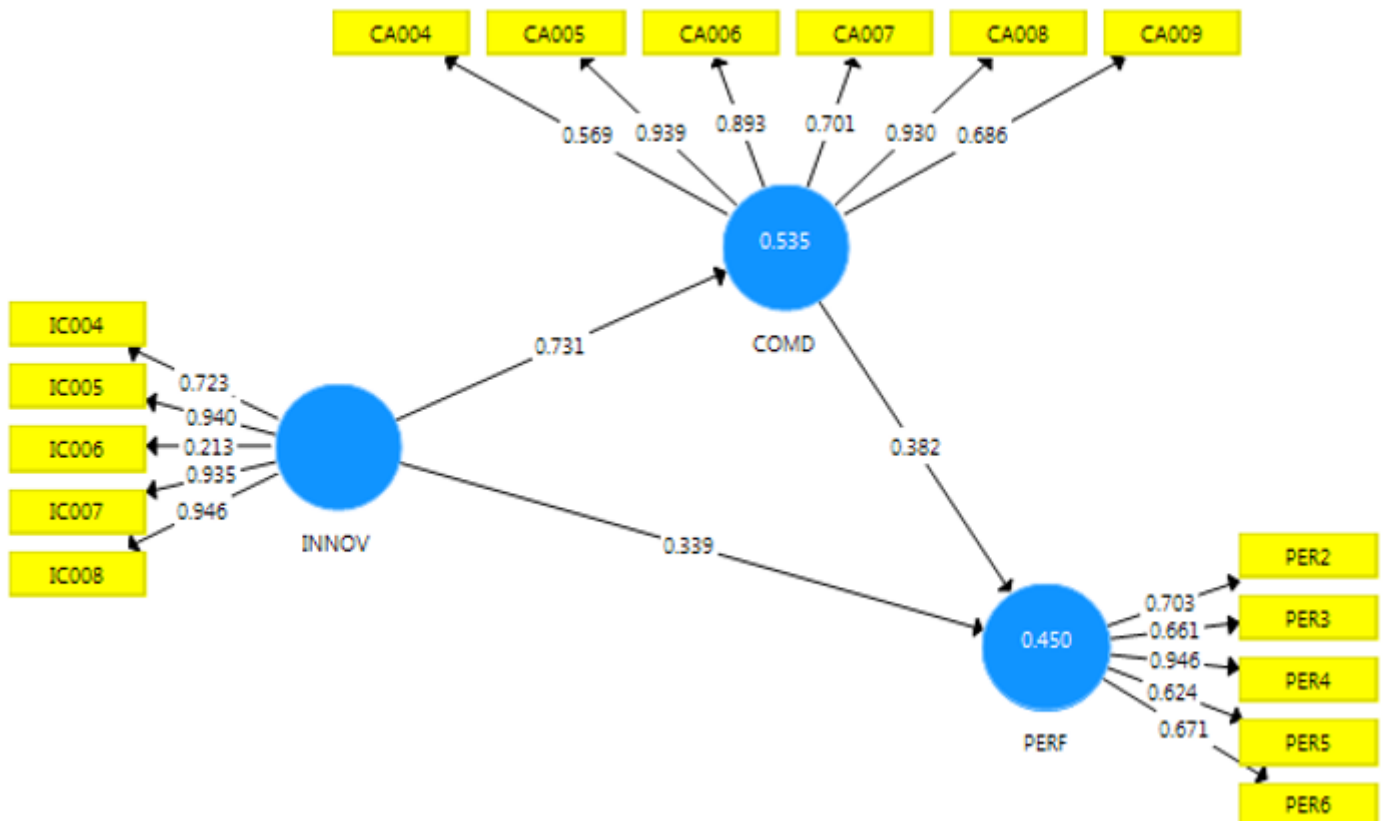 CA004 CA005 CA006 CA007 CA008 CA009
0.569 0.939 0.893 0.701 0.930 0.686
0.535
COMD
IC004
IC005
IC006
IC007
IC008
0.723
0.940
0.213
0.935
0.946
INNOV
0.731
0.382
0.339
0.450
PERF
0.703
0.661
0.946
0.624
0.671
PER2
PER3
PER4
PER5
PER6